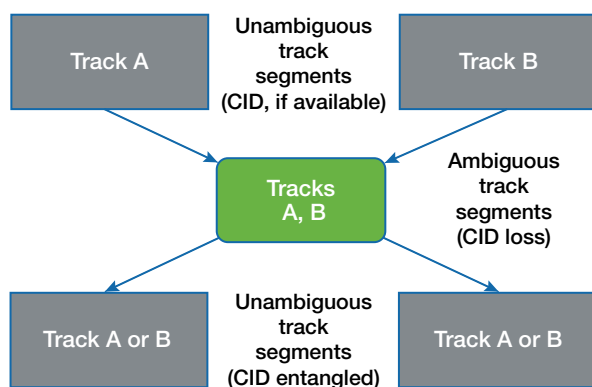 Track A
Unambiguous
track
segments
(CID, if available)
Track B
Tracks
A, B
Ambiguous
track
segments
(CID loss)
Track A or B
Unambiguous
track
segments
(CID entangled)
Track A or B